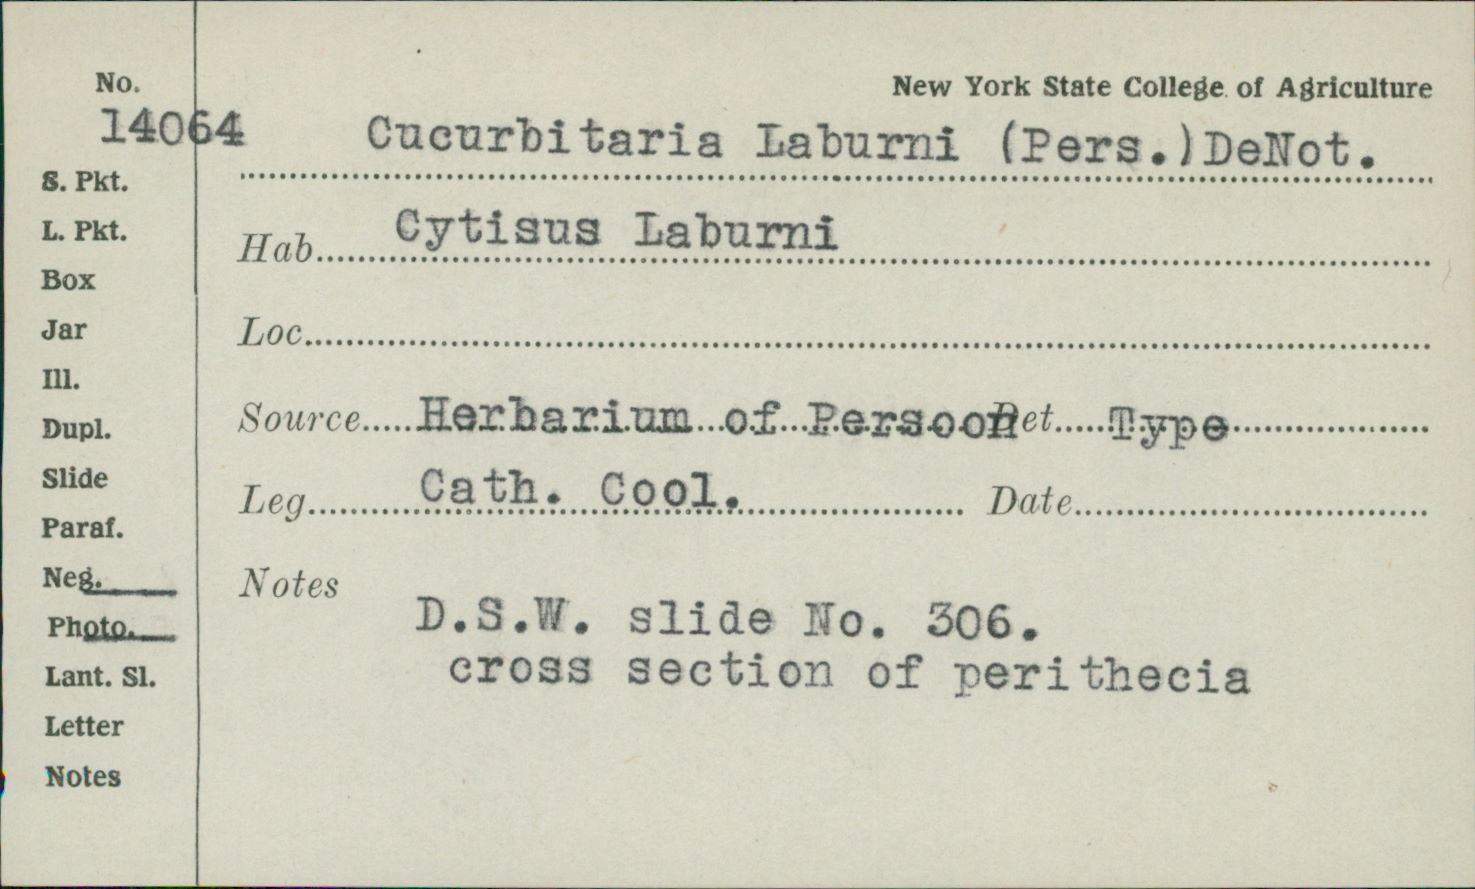 No.
New York State College of Agriculture
14064
Cucurbitaria Laburni (Pers.)DeNot.
S. Pkt.
L. Pkt.
Hab. Cytisus Laburni
Box
Jar
Loc.
Ill.
Dupl.
Source Herbarium of Persoon Det. Type
Slide
Leg. Cath. Cool. Date
Paraf.
Neg.
Notes
Photo.
D.S.W. slide No. 306.
Lant. Sl.
cross section of perithecia
Letter
Notes